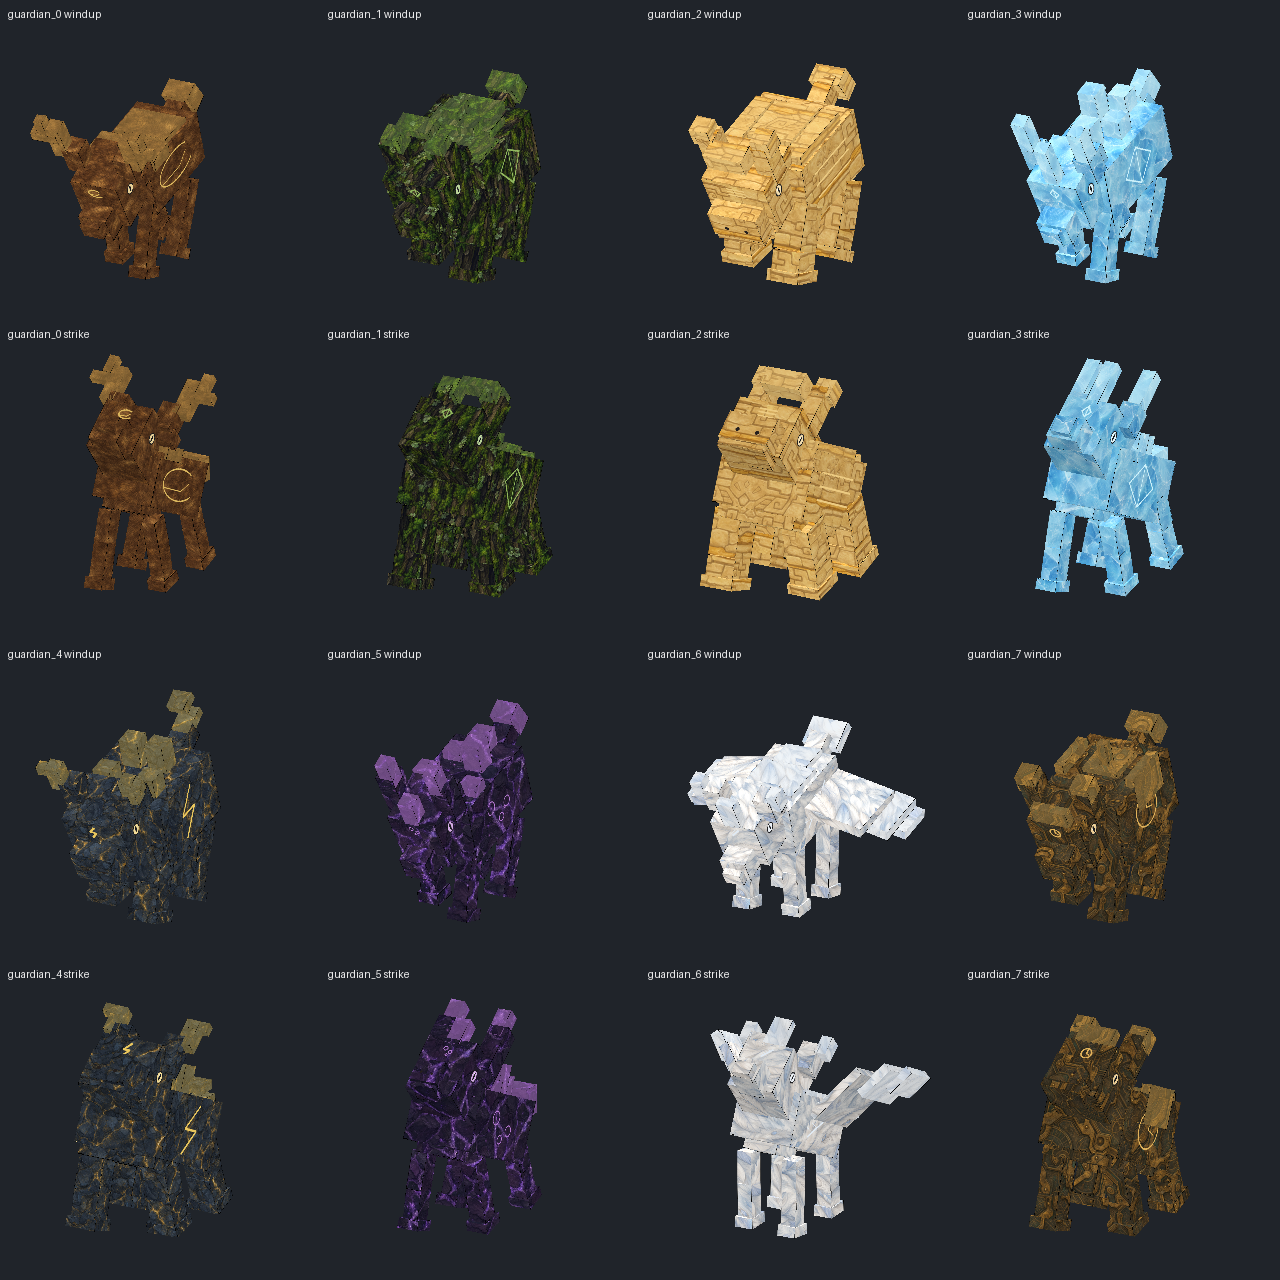 guardian_0 windup
guardian_1 windup
guardian_2 windup
guardian_3 windup
guardian_0 strike
guardian_1 strike
guardian_2 strike
guardian_3 strike
guardian_4 windup
guardian_5 windup
guardian_6 windup
guardian_7 windup
guardian_4 strike
guardian_5 strike
guardian_6 strike
guardian_7 strike